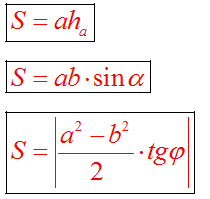 S = ah_a
S = ab · sin α
S = |(a² − b²)/2 · tgφ|